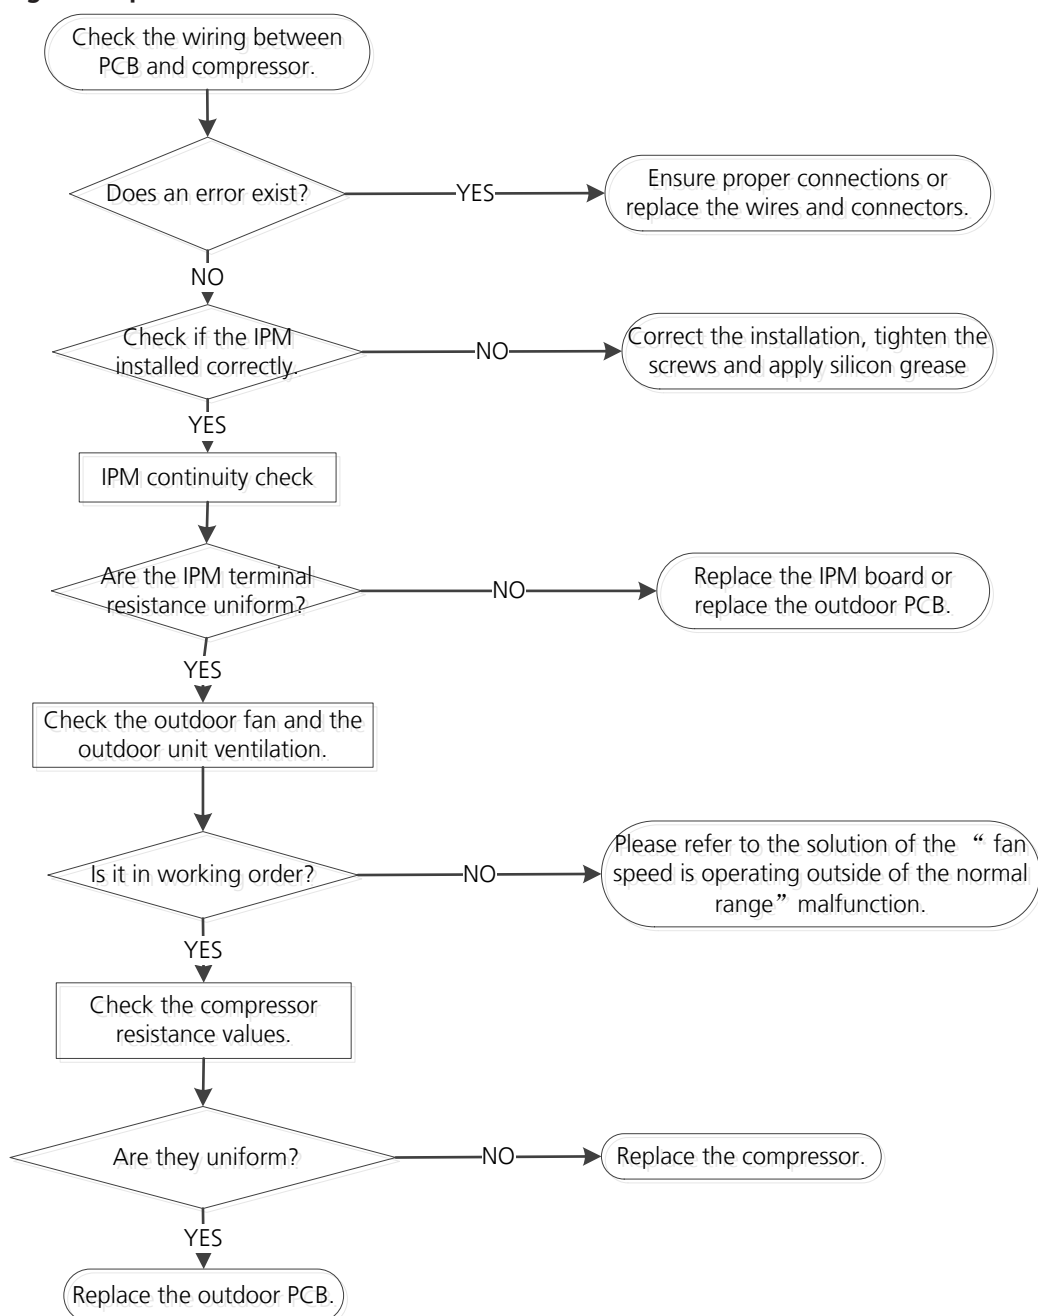 Check the wiring between
PCB and compressor.
Does an error exist?
YES
Ensure proper connections or
replace the wires and connectors.
NO
Check if the IPM
installed correctly.
NO
Correct the installation, tighten the
screws and apply silicon grease
YES
IPM continuity check
Are the IPM terminal
resistance uniform?
NO
Replace the IPM board or
replace the outdoor PCB.
YES
Check the outdoor fan and the
outdoor unit ventilation.
Is it in working order?
NO
Please refer to the solution of the “ fan
speed is operating outside of the normal
range” malfunction.
YES
Check the compressor
resistance values.
Are they uniform?
NO
Replace the compressor.
YES
Replace the outdoor PCB.